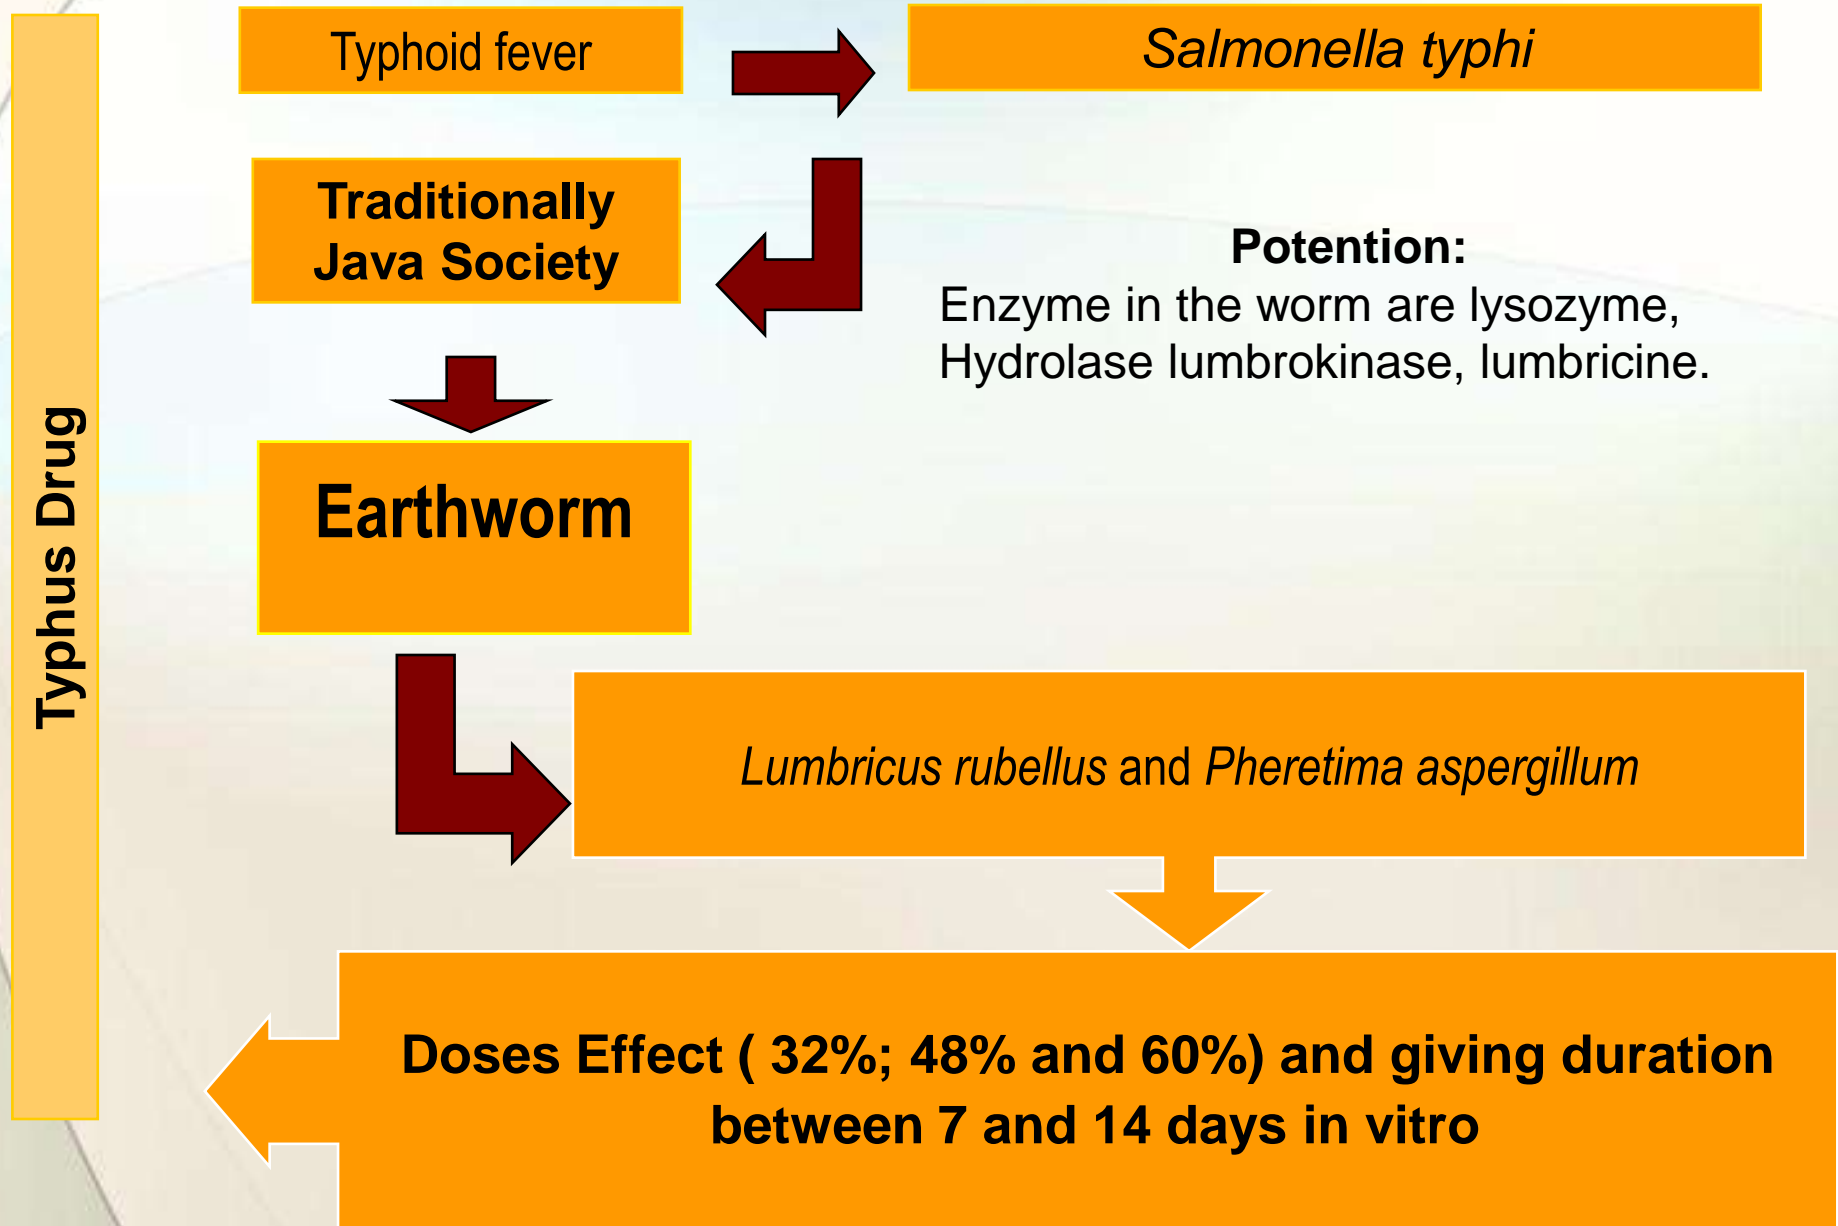 Typhus Drug
Typhoid fever
Salmonella typhi
Traditionally
Java Society
Potention:
Enzyme in the worm are lysozyme,
Hydrolase lumbrokinase, lumbricine.
Earthworm
Lumbricus rubellus and Pheretima aspergillum
Doses Effect ( 32%; 48% and 60%) and giving duration
between 7 and 14 days in vitro